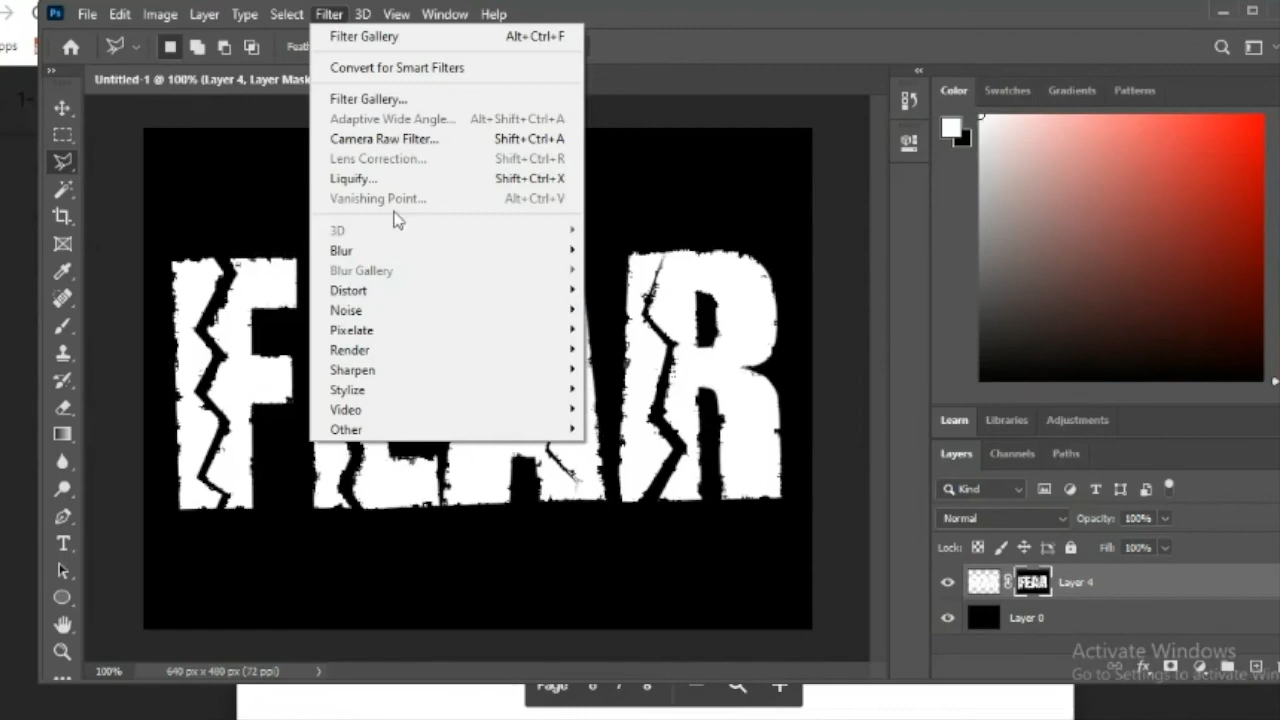 Ps File Edit Image Layer Type Select Filter 3D View Window Help
pps
Feath
Untitled-1 @ 100% (Layer 4, Layer Mask
Filter Gallery Alt+Ctrl+F
Convert for Smart Filters
Filter Gallery...
Adaptive Wide Angle... Alt+Shift+Ctrl+A
Camera Raw Filter... Shift+Ctrl+A
Lens Correction... Shift+Ctrl+R
Liquify... Shift+Ctrl+X
Vanishing Point... Alt+Ctrl+V
3D
Blur
Blur Gallery
Distort
Noise
Pixelate
Render
Sharpen
Stylize
Video
Other
FEAR
Color Swatches Gradients Patterns
Learn Libraries Adjustments
Layers Channels Paths
Kind
Normal Opacity: 100%
Lock: Fill: 100%
FEAR Layer 4
Layer 0
Activate Windows
Go to Settings to activate Win
100% 640 px x 480 px (72 ppi)
Page